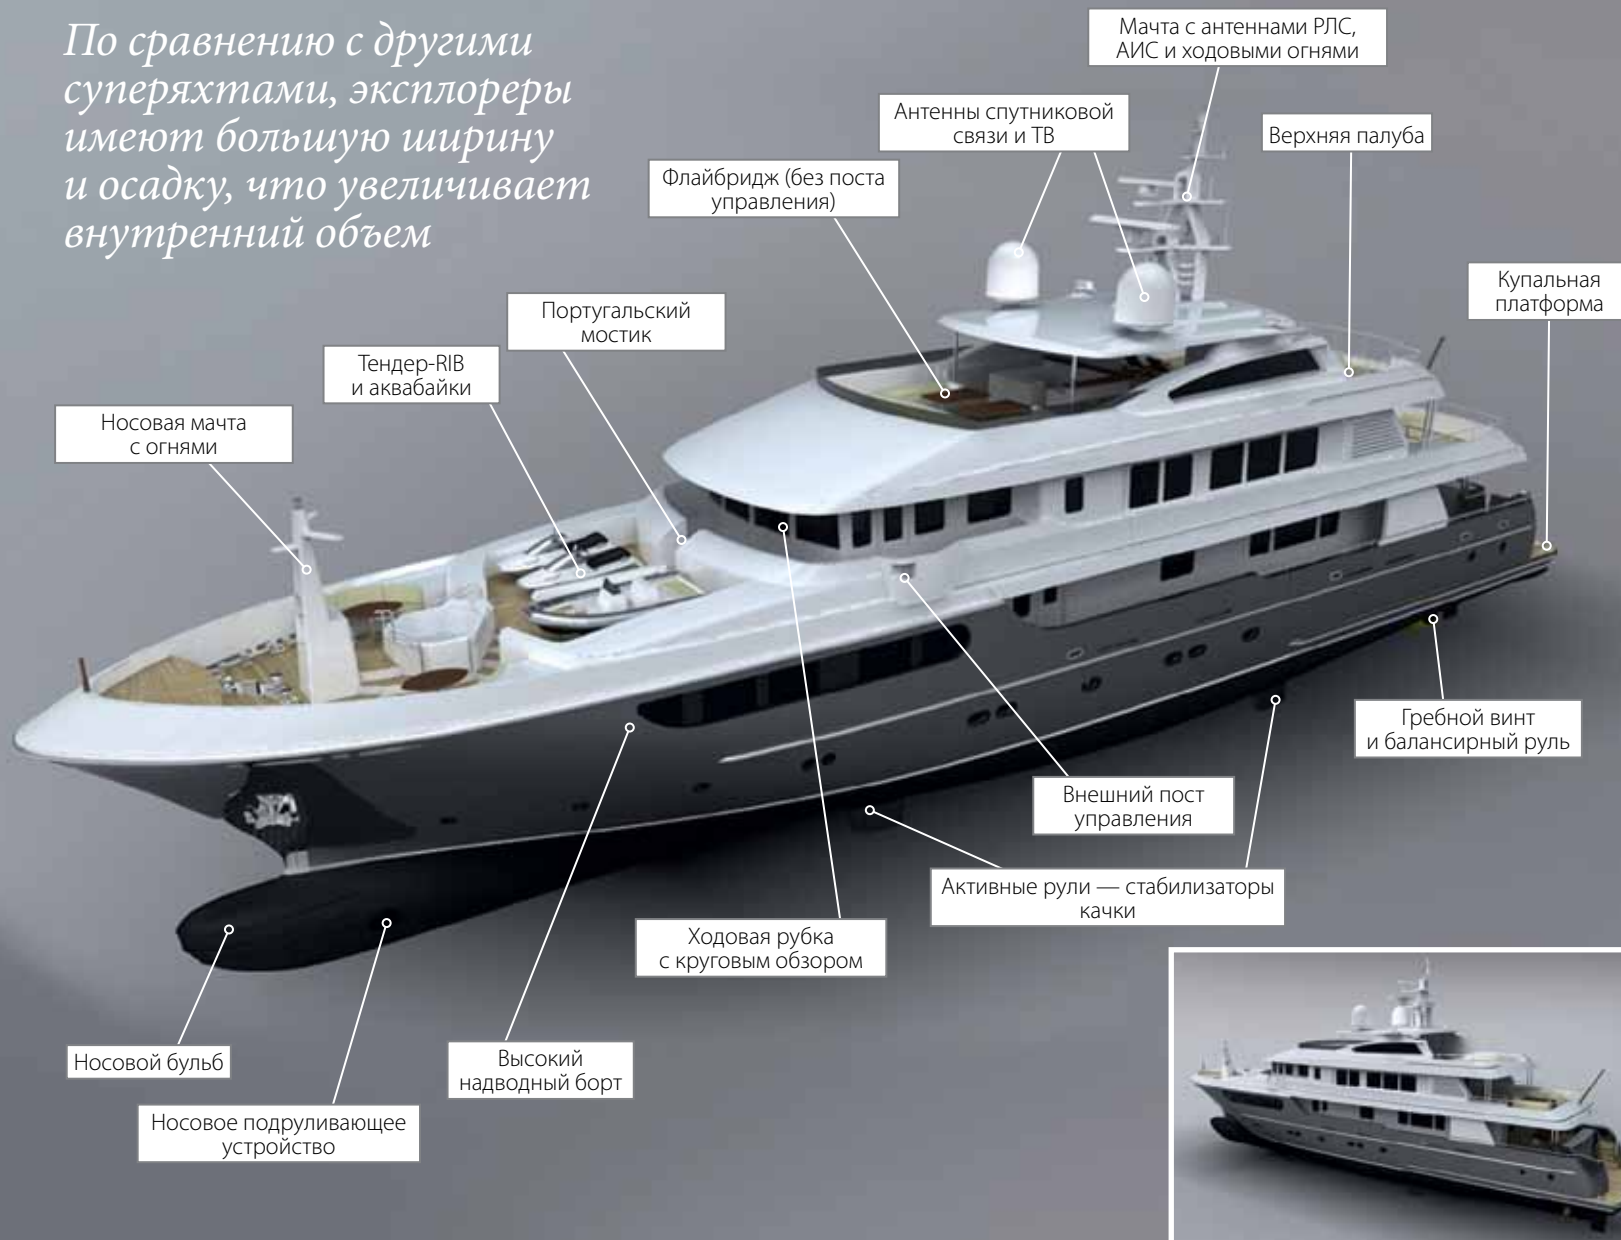 По сравнению с другими
суперяхтами, эксплореры
имеют большую ширину
и осадку, что увеличивает
внутренний объем
Мачта с антеннами РЛС,
АИС и ходовыми огнями
Антенны спутниковой
связи и ТВ
Верхняя палуба
Флайбридж (без поста
управления)
Купальная
платформа
Португальский
мостик
Тендер-RIB
и аквабайки
Носовая мачта
с огнями
Гребной винт
и балансирный руль
Внешний пост
управления
Активные рули — стабилизаторы
качки
Ходовая рубка
с круговым обзором
Высокий
надводный борт
Носовой бульб
Носовое подруливающее
устройство